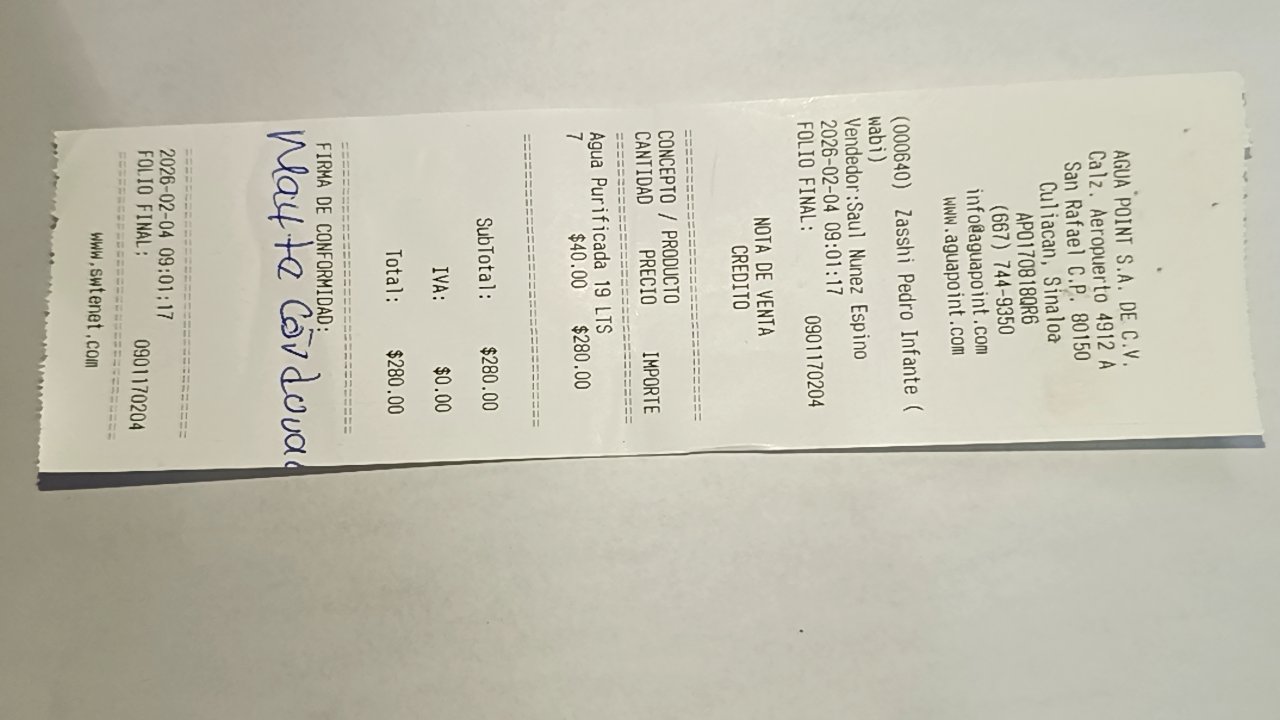 AGUA POINT S.A. DE C.V.
Calz. Aeropuerto 4912 A
San Rafael C.P. 80150
Culiacan, Sinaloa
APO170818QR6
(667) 744-9350
info@aguapoint.com
www.aguapoint.com
(000640) Zasshi Pedro Infante (
wabi)
Vendedor:Saul Nunez Espino
2026-02-04 09:01:17
FOLIO FINAL: 0901170204
NOTA DE VENTA
CREDITO
CONCEPTO / PRODUCTO
CANTIDAD PRECIO IMPORTE
Agua Purificada 19 LTS
7 $40.00 $280.00
SubTotal: $280.00
IVA: $0.00
Total: $280.00
FIRMA DE CONFORMIDAD:
Mayte Córdova
2026-02-04 09:01:17
FOLIO FINAL: 0901170204
www.swtenet.com